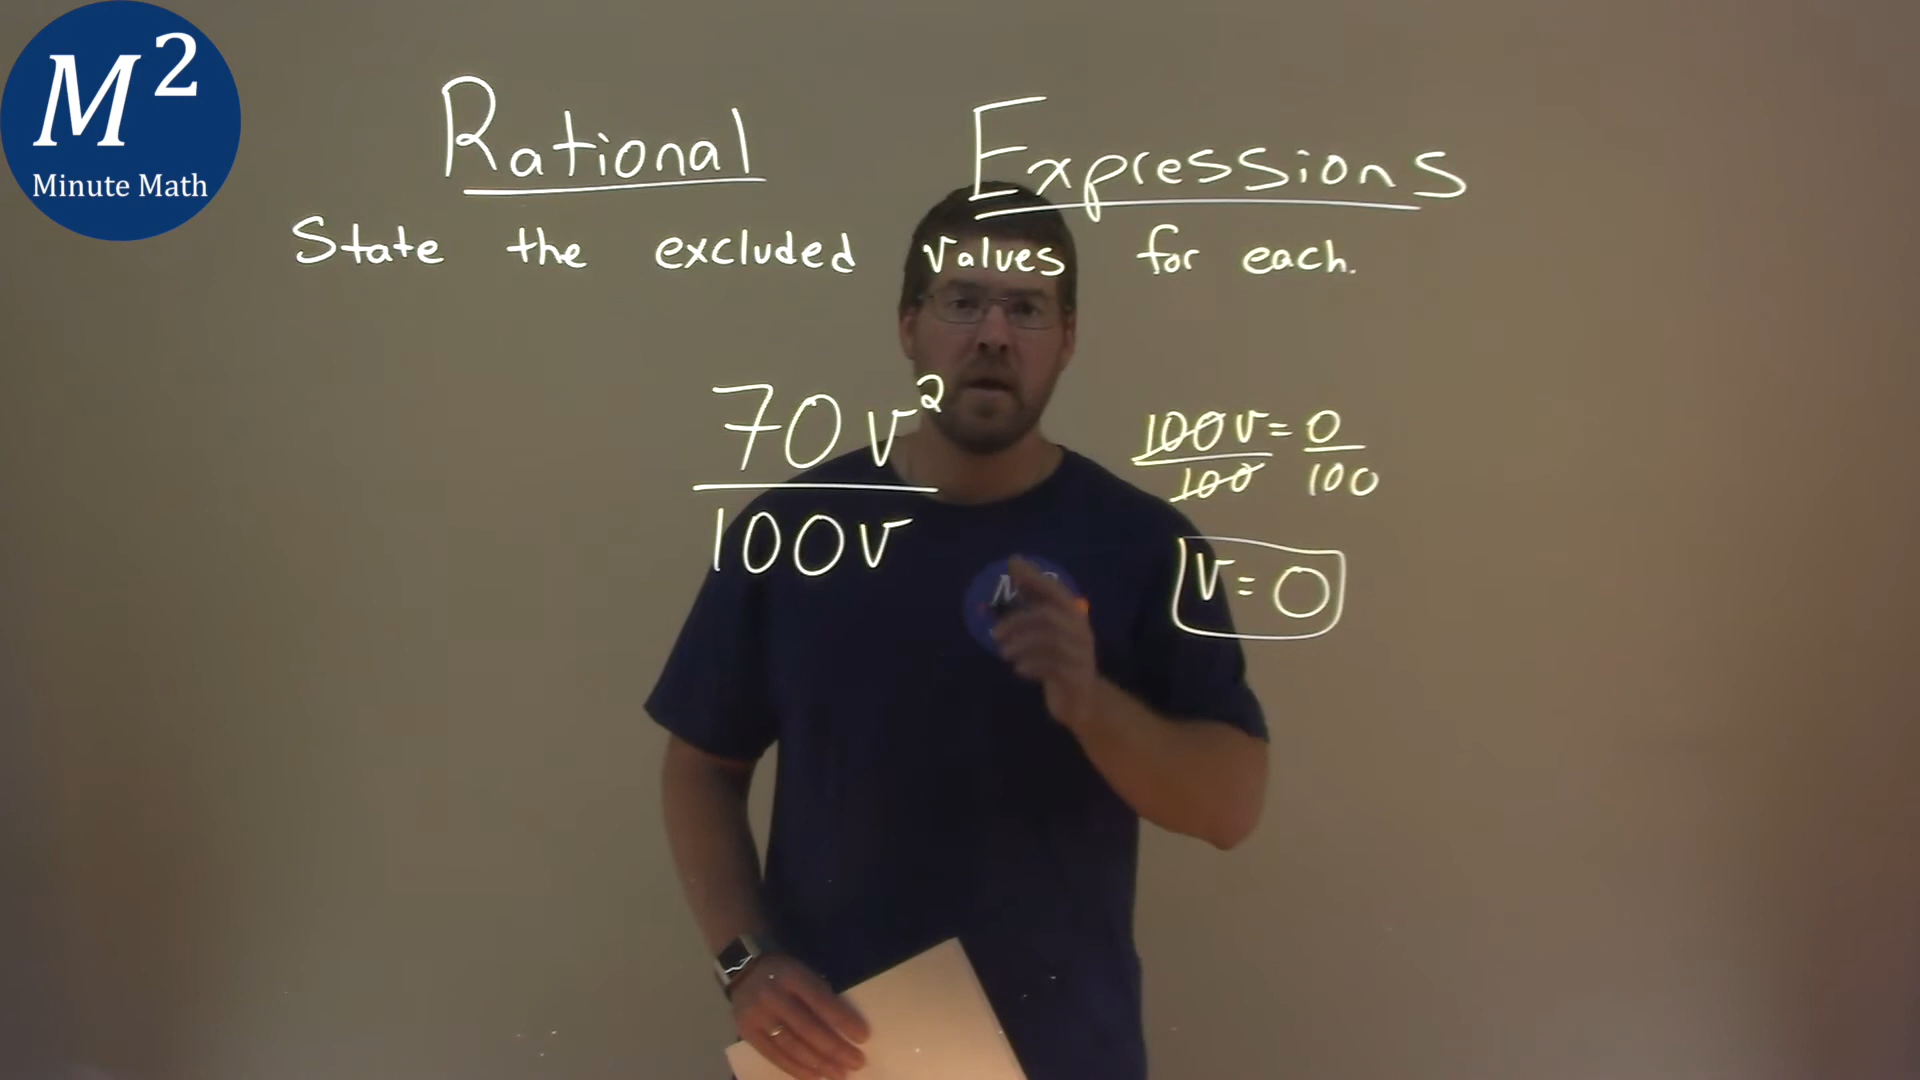 M²
Minute Math
Rational Expressions
State the excluded values for each.
70v²
100v
100v = 0
100 100
v = 0